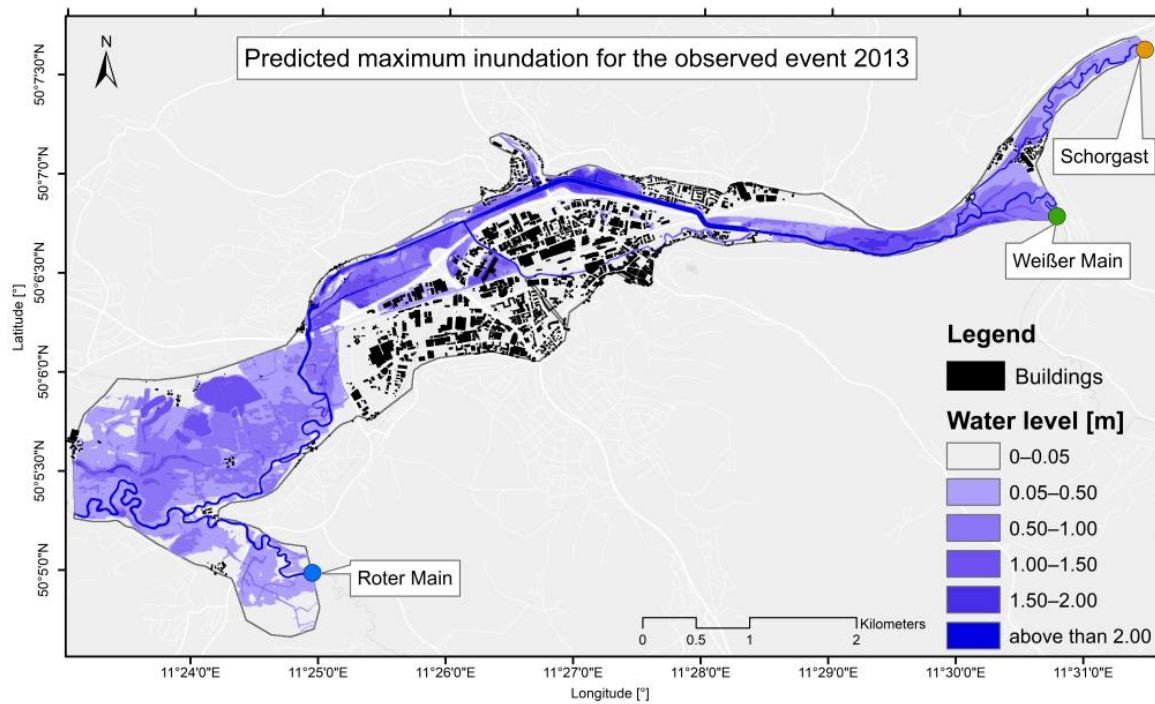 Predicted maximum inundation for the observed event 2013
N
50°7'30"N
50°7'0"N
50°6'30"N
50°6'0"N
50°5'30"N
50°5'0"N
Latitude [°]
Schorgast
Weißer Main
Roter Main
Legend
Buildings
Water level [m]
0–0.05
0.05–0.50
0.50–1.00
1.00–1.50
1.50–2.00
above than 2.00
Kilometers
0 0.5 1 2
11°24'0"E 11°25'0"E 11°26'0"E 11°27'0"E 11°28'0"E 11°29'0"E 11°30'0"E 11°31'0"E
Longitude [°]